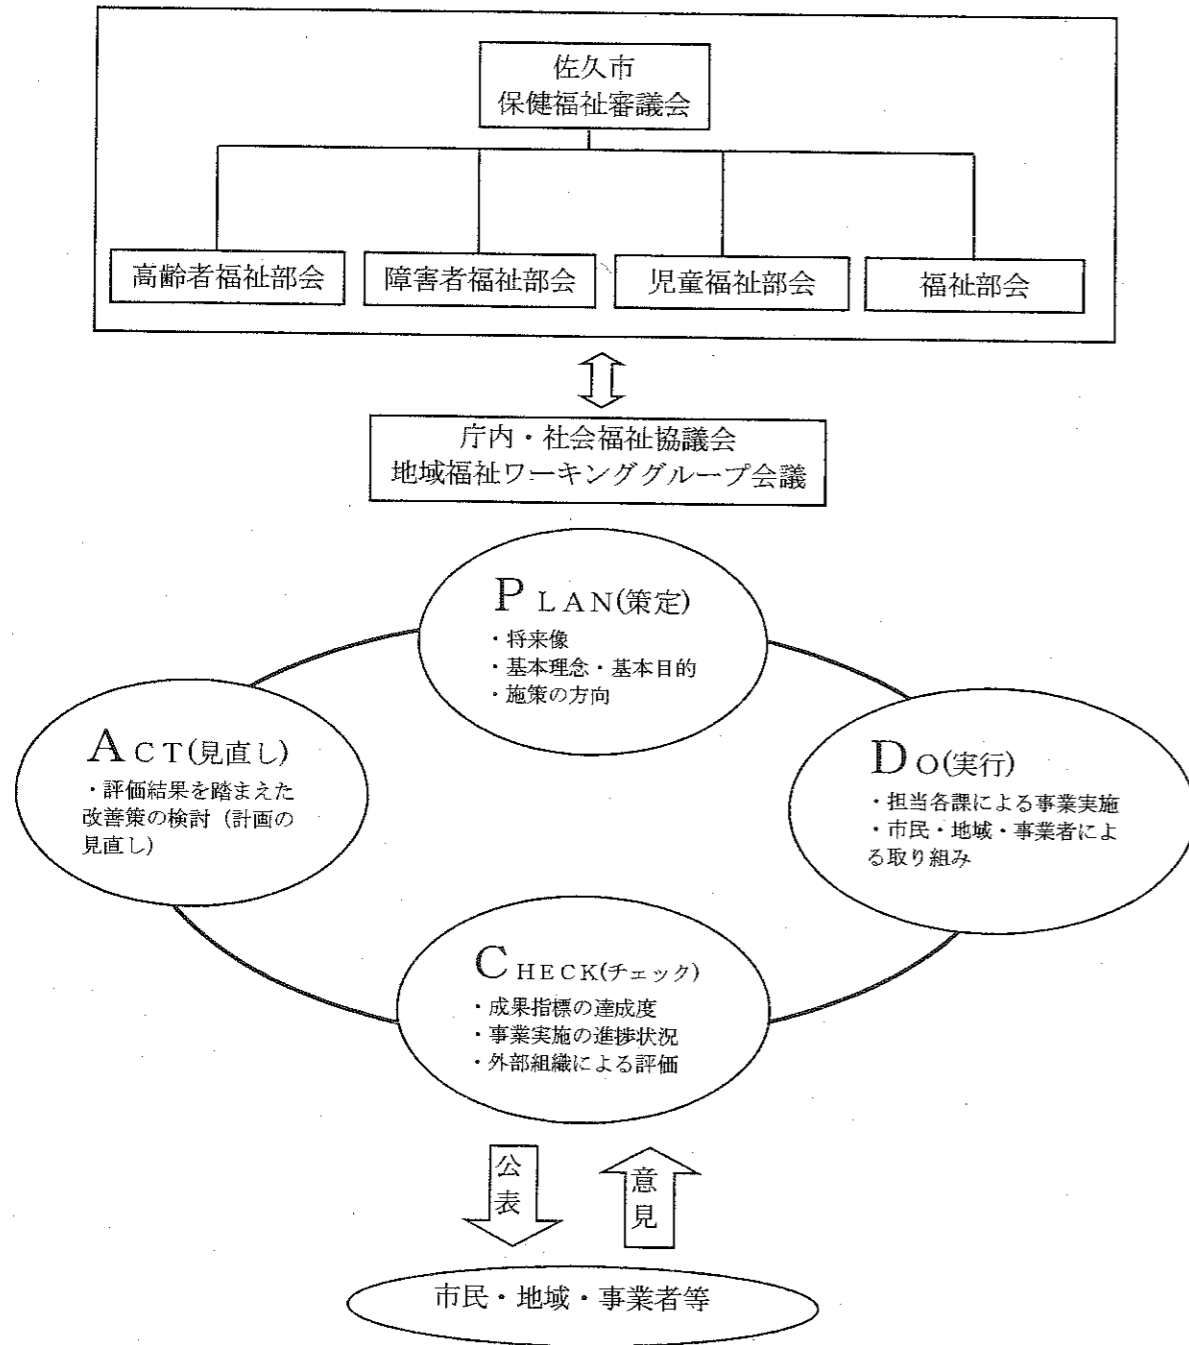 佐久市
保健福祉審議会
高齢者福祉部会
障害者福祉部会
児童福祉部会
福祉部会
庁内・社会福祉協議会
地域福祉ワーキンググループ会議
PLAN(策定)
・将来像
・基本理念・基本目的
・施策の方向
ACT(見直し)
・評価結果を踏まえた
改善策の検討（計画の
見直し）
DO(実行)
・担当各課による事業実施
・市民・地域・事業者によ
る取り組み
CHECK(チェック)
・成果指標の達成度
・事業実施の進捗状況
・外部組織による評価
公表
意見
市民・地域・事業者等